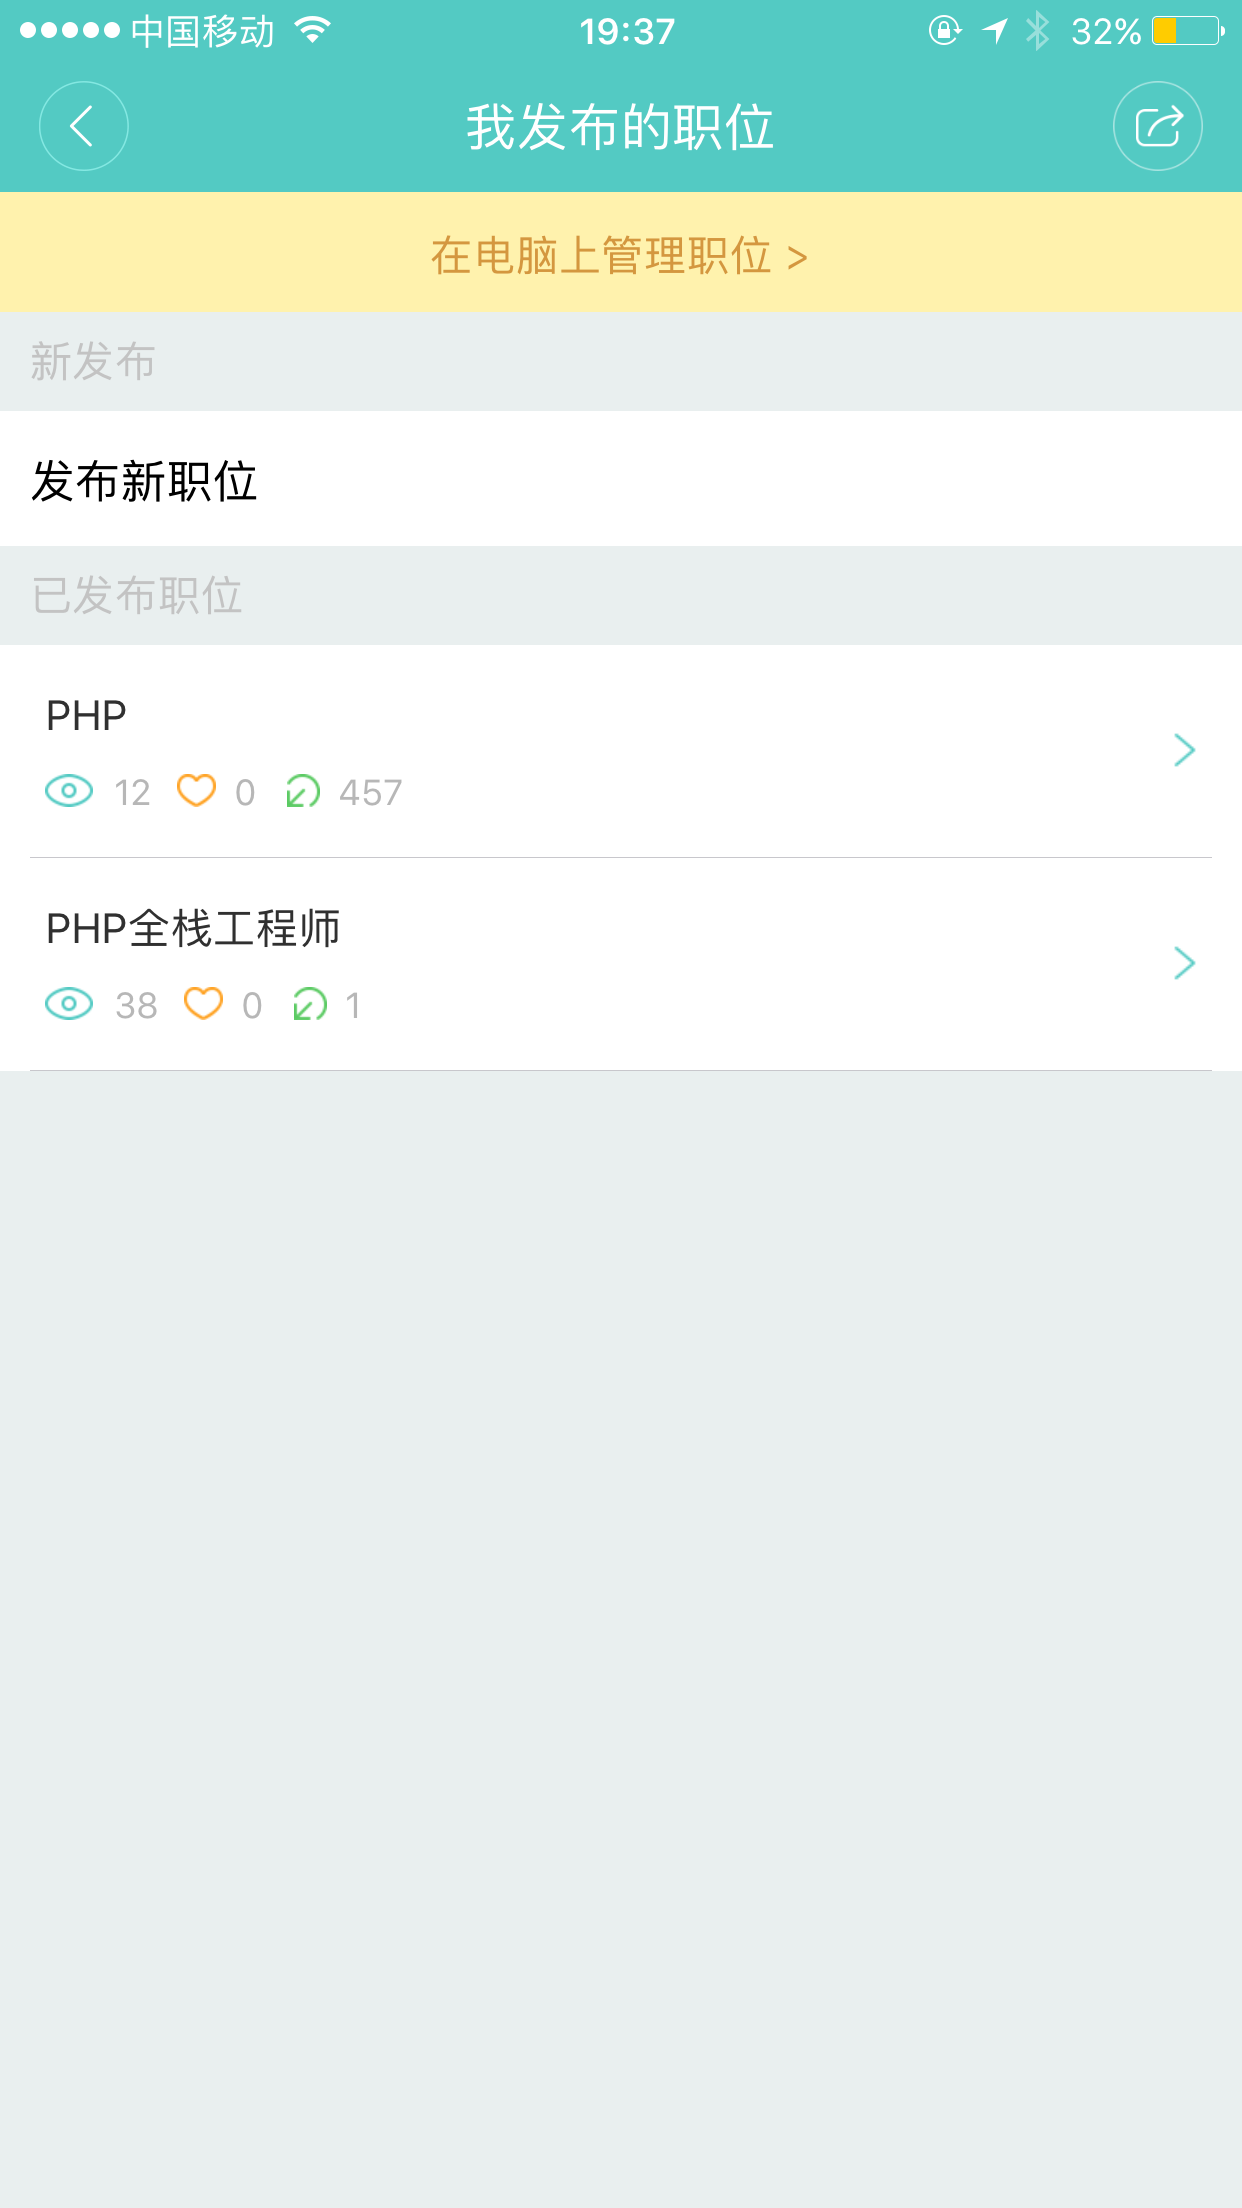 中国移动 19:37 32%
我发布的职位
在电脑上管理职位 >
新发布
发布新职位
已发布职位
PHP
12 0 457
PHP全栈工程师
38 0 1